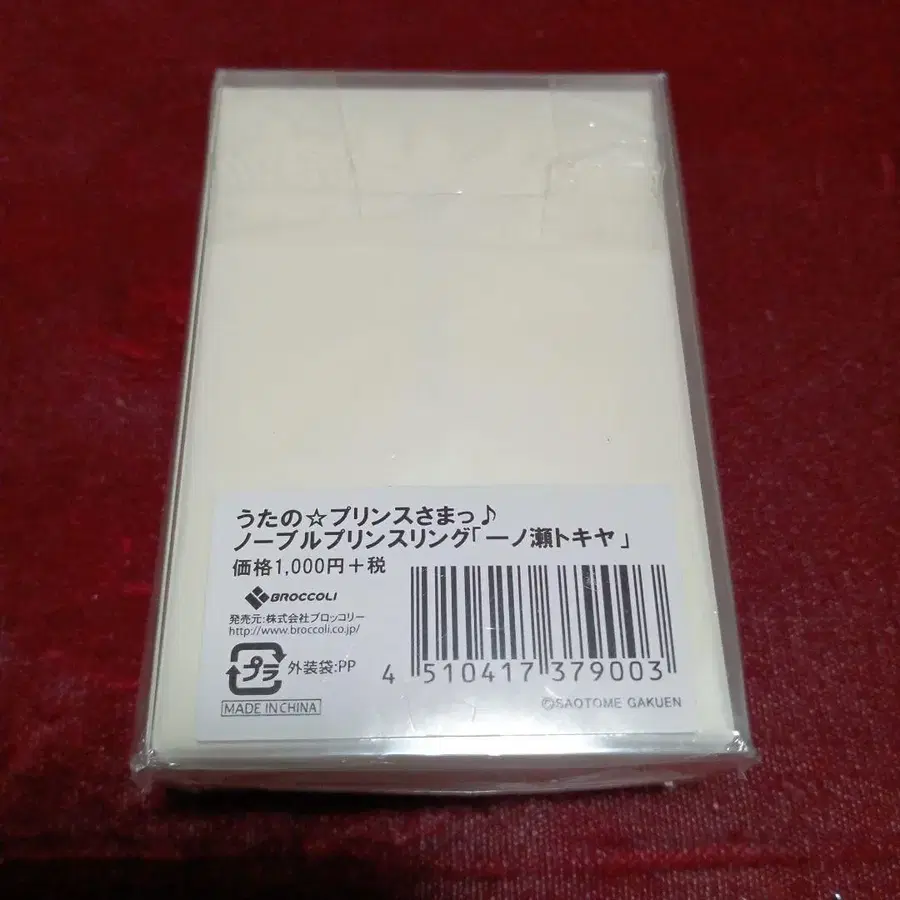 うたの☆プリンスさまっ♪
ノーブルプリンスリング「一ノ瀬トキヤ」
価格1,000円＋税
BROCCOLI
発売元:株式会社ブロッコリー
http://www.broccoli.co.jp/
プラ
外装袋:PP
MADE IN CHINA
4 510417 379003
©SAOTOME GAKUEN